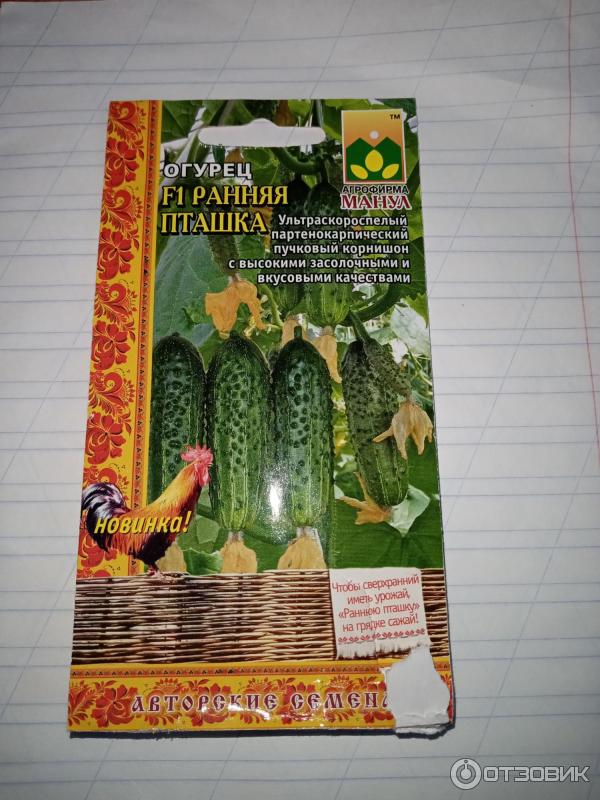 ОГУРЕЦ
F1 РАННЯЯ
ПТАШКА
™
АГРОФИРМА
МАНУЛ
Ультраскороспелый
партенокарпический
пучковый корнишон
с высокими засолочными и
вкусовыми качествами
новинка!
Чтобы сверхранний
иметь урожай,
«Раннюю пташку»
на грядке сажай!
АВТОРСКИЕ СЕМЕНА
ОТЗОВИК